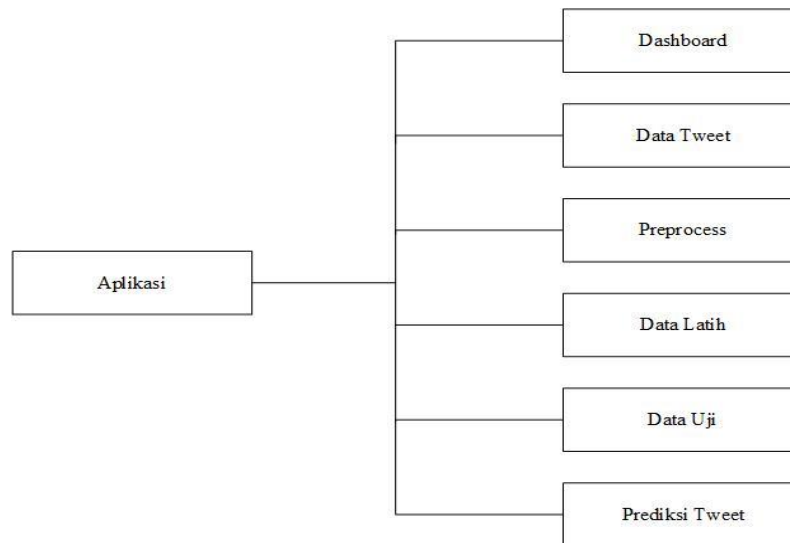 Dashboard
Data Tweet
Preprocess
Aplikasi
Data Latih
Data Uji
Prediksi Tweet